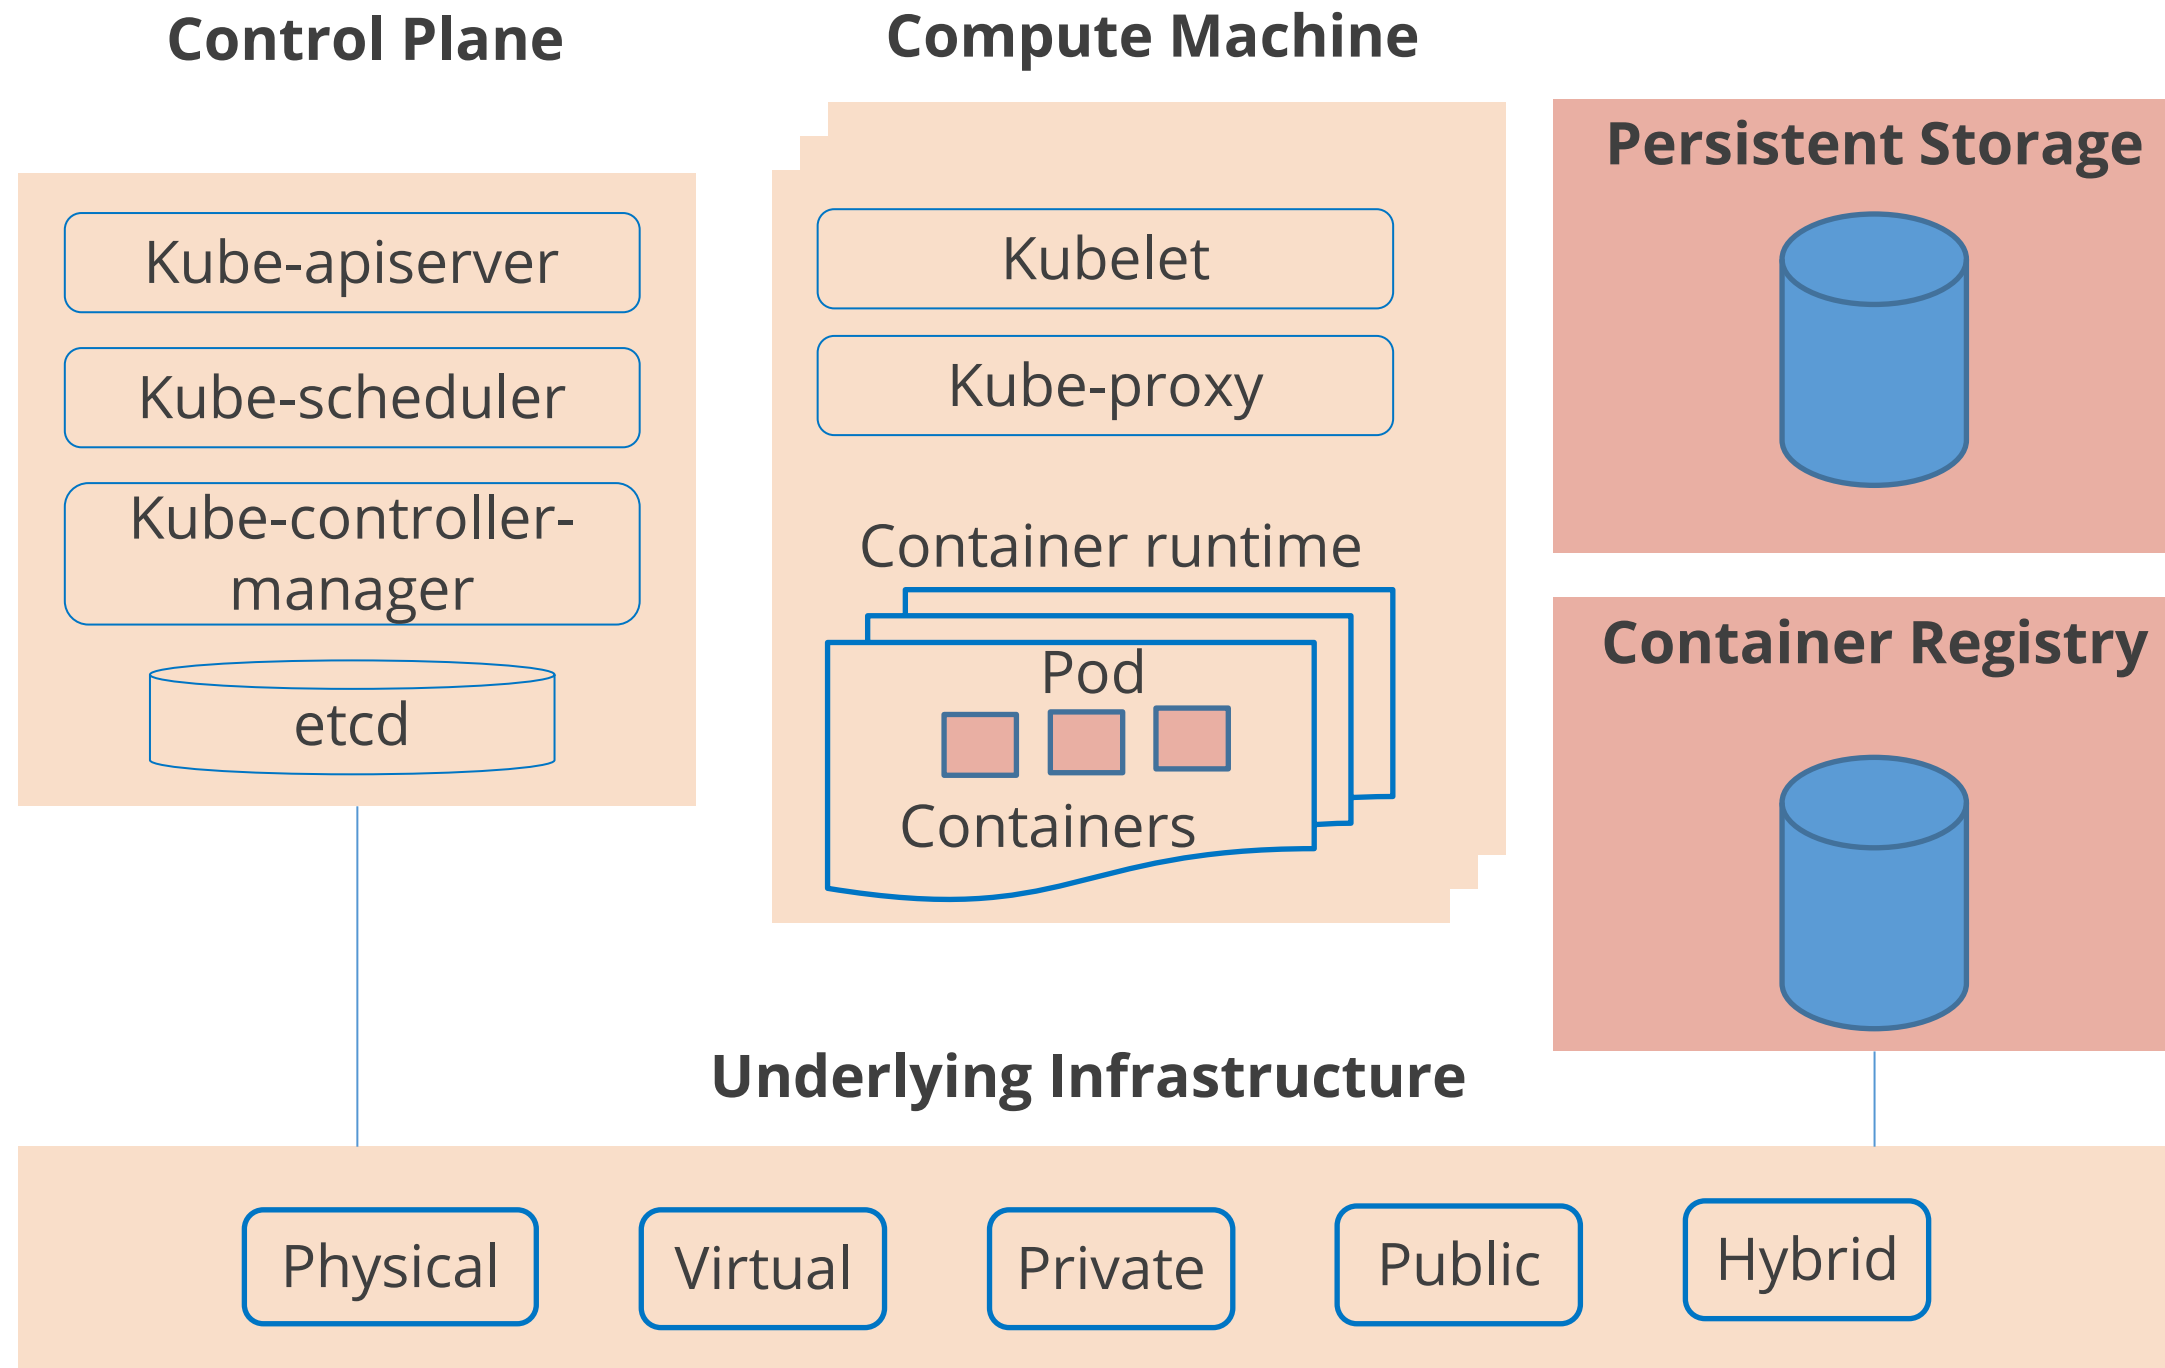 Control Plane
Kube-apiserver
Kube-scheduler
Kube-controller-
manager
etcd
Compute Machine
Kubelet
Kube-proxy
Container runtime
Pod
Containers
Persistent Storage
Container Registry
Underlying Infrastructure
Physical
Virtual
Private
Public
Hybrid